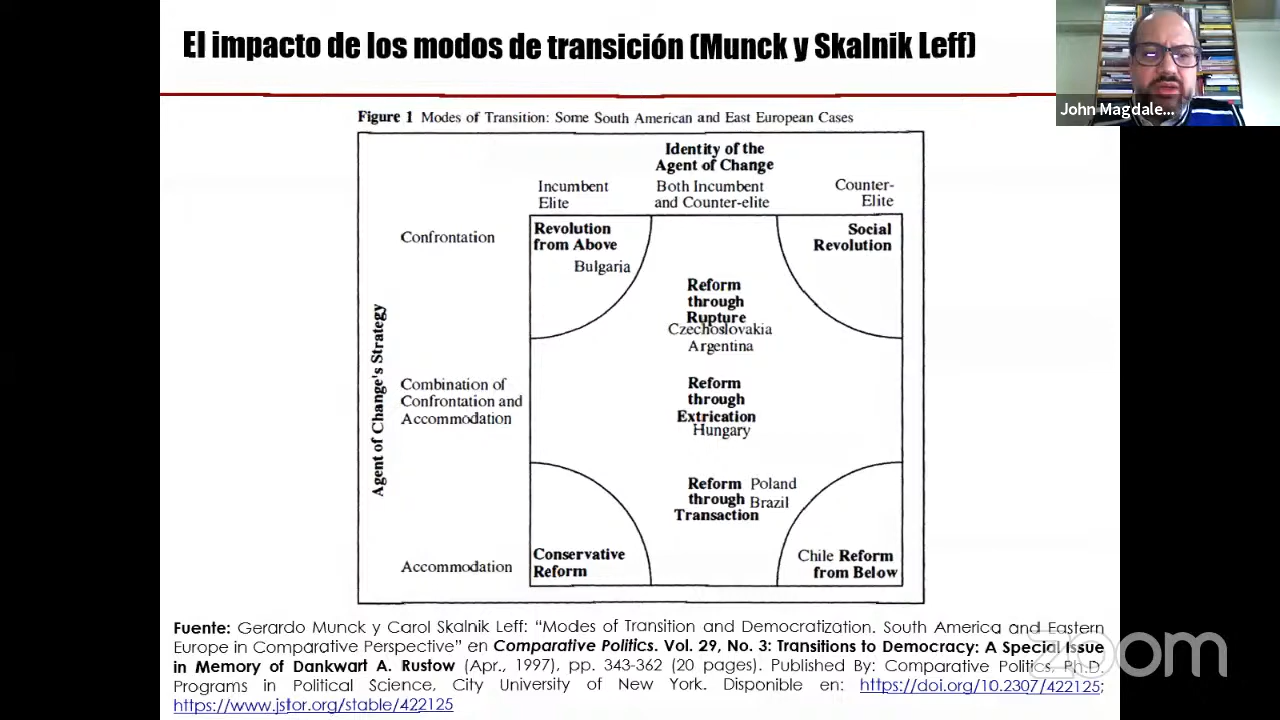 El impacto de los modos de transición (Munck y Skalnik Leff)
John Magdale...
Figure 1 Modes of Transition: Some South American and East European Cases
Identity of the
Agent of Change
Incumbent
Elite
Both Incumbent
and Counter-elite
Counter-
Elite
Agent of Change's Strategy
Confrontation
Revolution
from Above
Bulgaria
Social
Revolution
Reform
through
Rupture
Czechoslovakia
Argentina
Combination of
Confrontation and
Accommodation
Reform
through
Extrication
Hungary
Reform
through
Transaction
Poland
Brazil
Accommodation
Conservative
Reform
Chile Reform
from Below
Fuente: Gerardo Munck y Carol Skalnik Leff: “Modes of Transition and Democratization. South America and Eastern
Europe in Comparative Perspective” en Comparative Politics. Vol. 29, No. 3: Transitions to Democracy: A Special Issue
in Memory of Dankwart A. Rustow (Apr., 1997), pp. 343-362 (20 pages). Published By: Comparative Politics, Ph.D.
Programs in Political Science, City University of New York. Disponible en: https://doi.org/10.2307/422125;
https://www.jstor.org/stable/422125
zoom